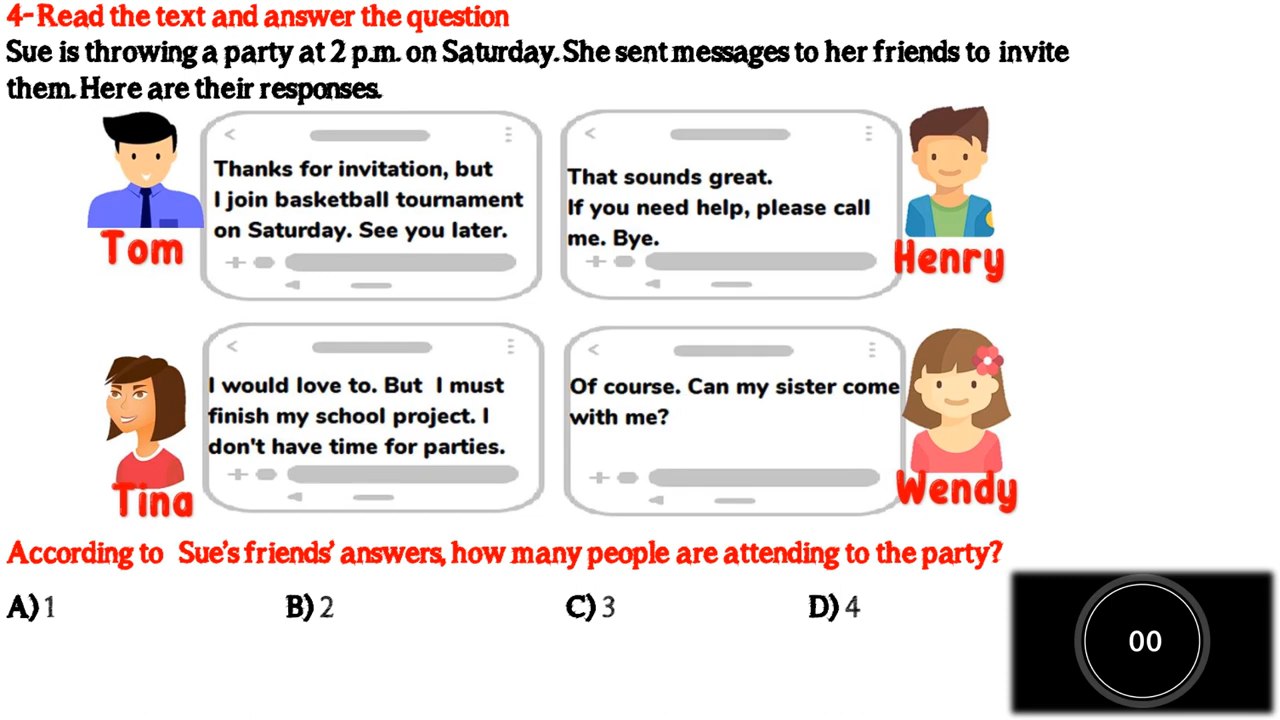 4- Read the text and answer the question
Sue is throwing a party at 2 p.m. on Saturday. She sent messages to her friends to invite
them. Here are their responses.
Thanks for invitation, but
I join basketball tournament
on Saturday. See you later.
Tom
That sounds great.
If you need help, please call
me. Bye.
Henry
I would love to. But I must
finish my school project. I
don't have time for parties.
Tina
Of course. Can my sister come
with me?
Wendy
According to Sue's friends' answers, how many people are attending to the party?
A) 1 B) 2 C) 3 D) 4
00